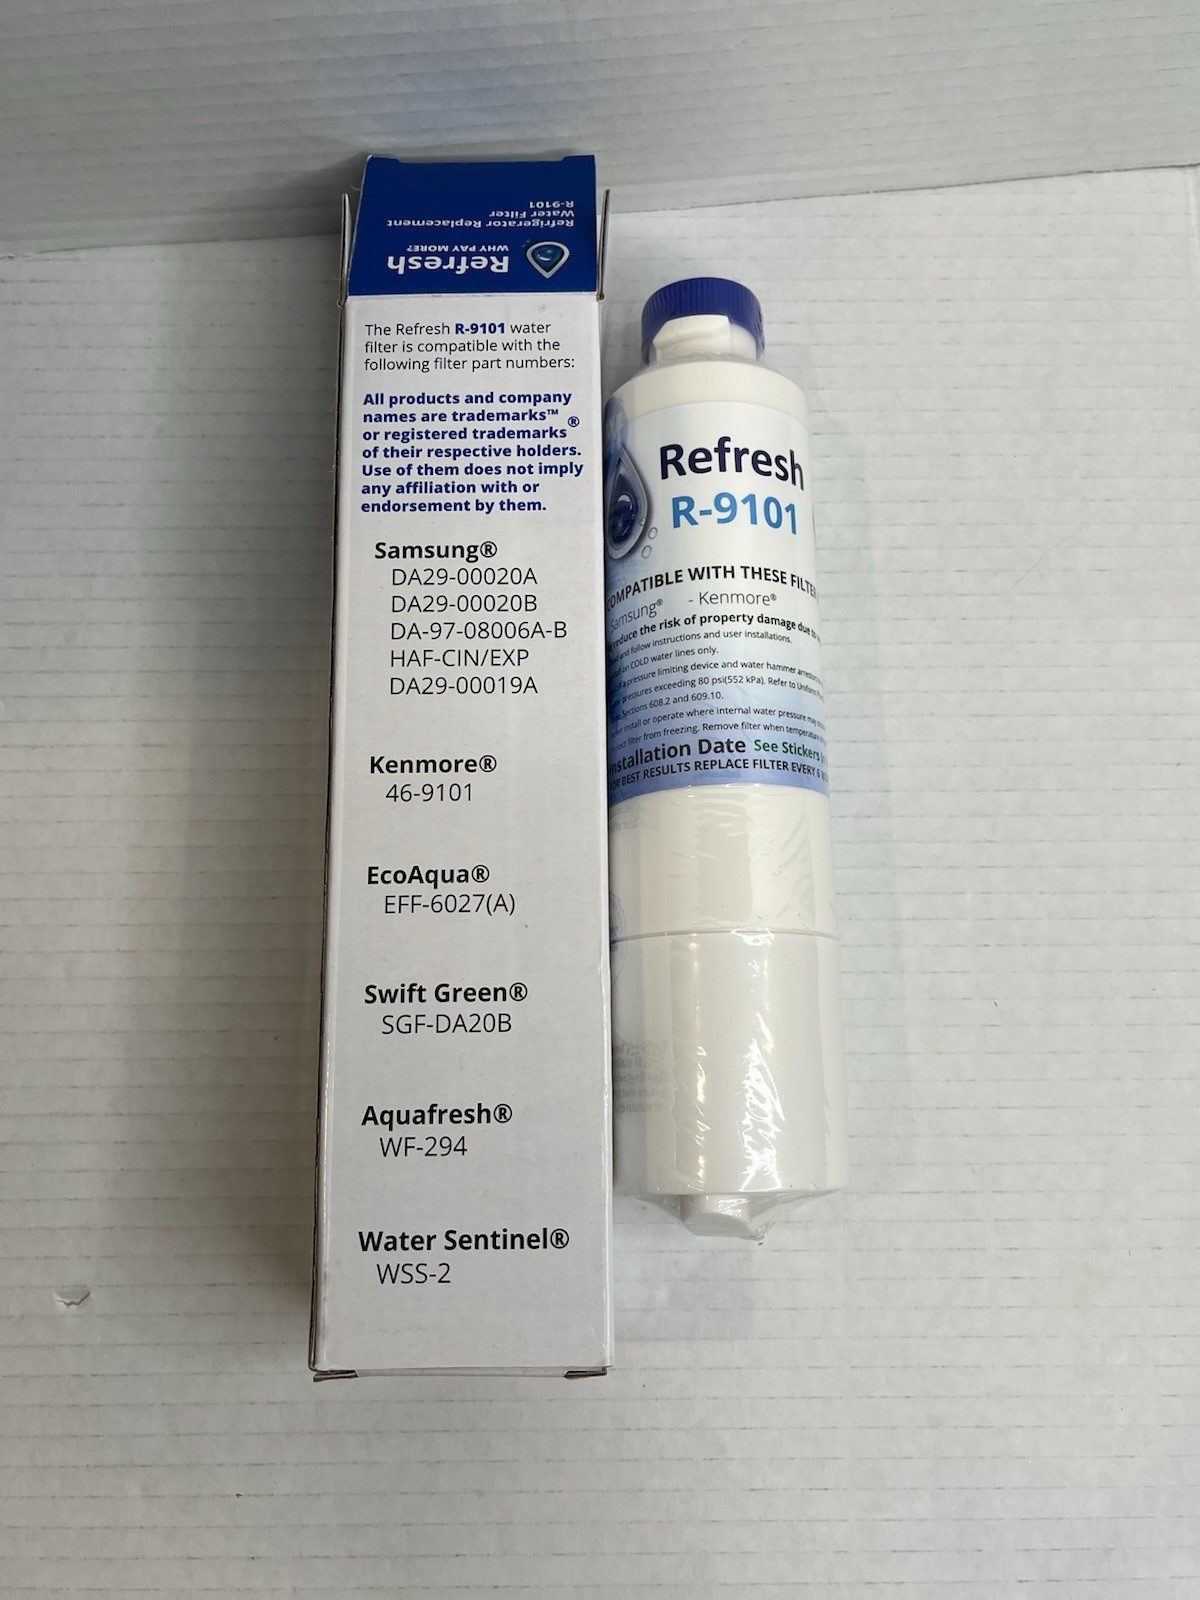 Refresh
WHY PAY MORE?
Refrigerator Replacement
Water Filter
R-9101
The Refresh R-9101 water
filter is compatible with the
following filter part numbers:
All products and company
names are trademarks™
or registered trademarks®
of their respective holders.
Use of them does not imply
any affiliation with or
endorsement by them.
Samsung®
DA29-00020A
DA29-00020B
DA-97-08006A-B
HAF-CIN/EXP
DA29-00019A
Kenmore®
46-9101
EcoAqua®
EFF-6027(A)
Swift Green®
SGF-DA20B
Aquafresh®
WF-294
Water Sentinel®
WSS-2
Refresh
R-9101
COMPATIBLE WITH THESE FILTER
Samsung® - Kenmore®
reduce the risk of property damage due to
and follow instructions and user installations.
on COLD water lines only.
a pressure limiting device and water hammer
pressures exceeding 80 psi(552 kPa). Refer to Uniform
Sections 608.2 and 609.10.
install or operate where internal water pressure may
filter from freezing. Remove filter when temperature
Installation Date See Stickers
FOR BEST RESULTS REPLACE FILTER EVERY 6